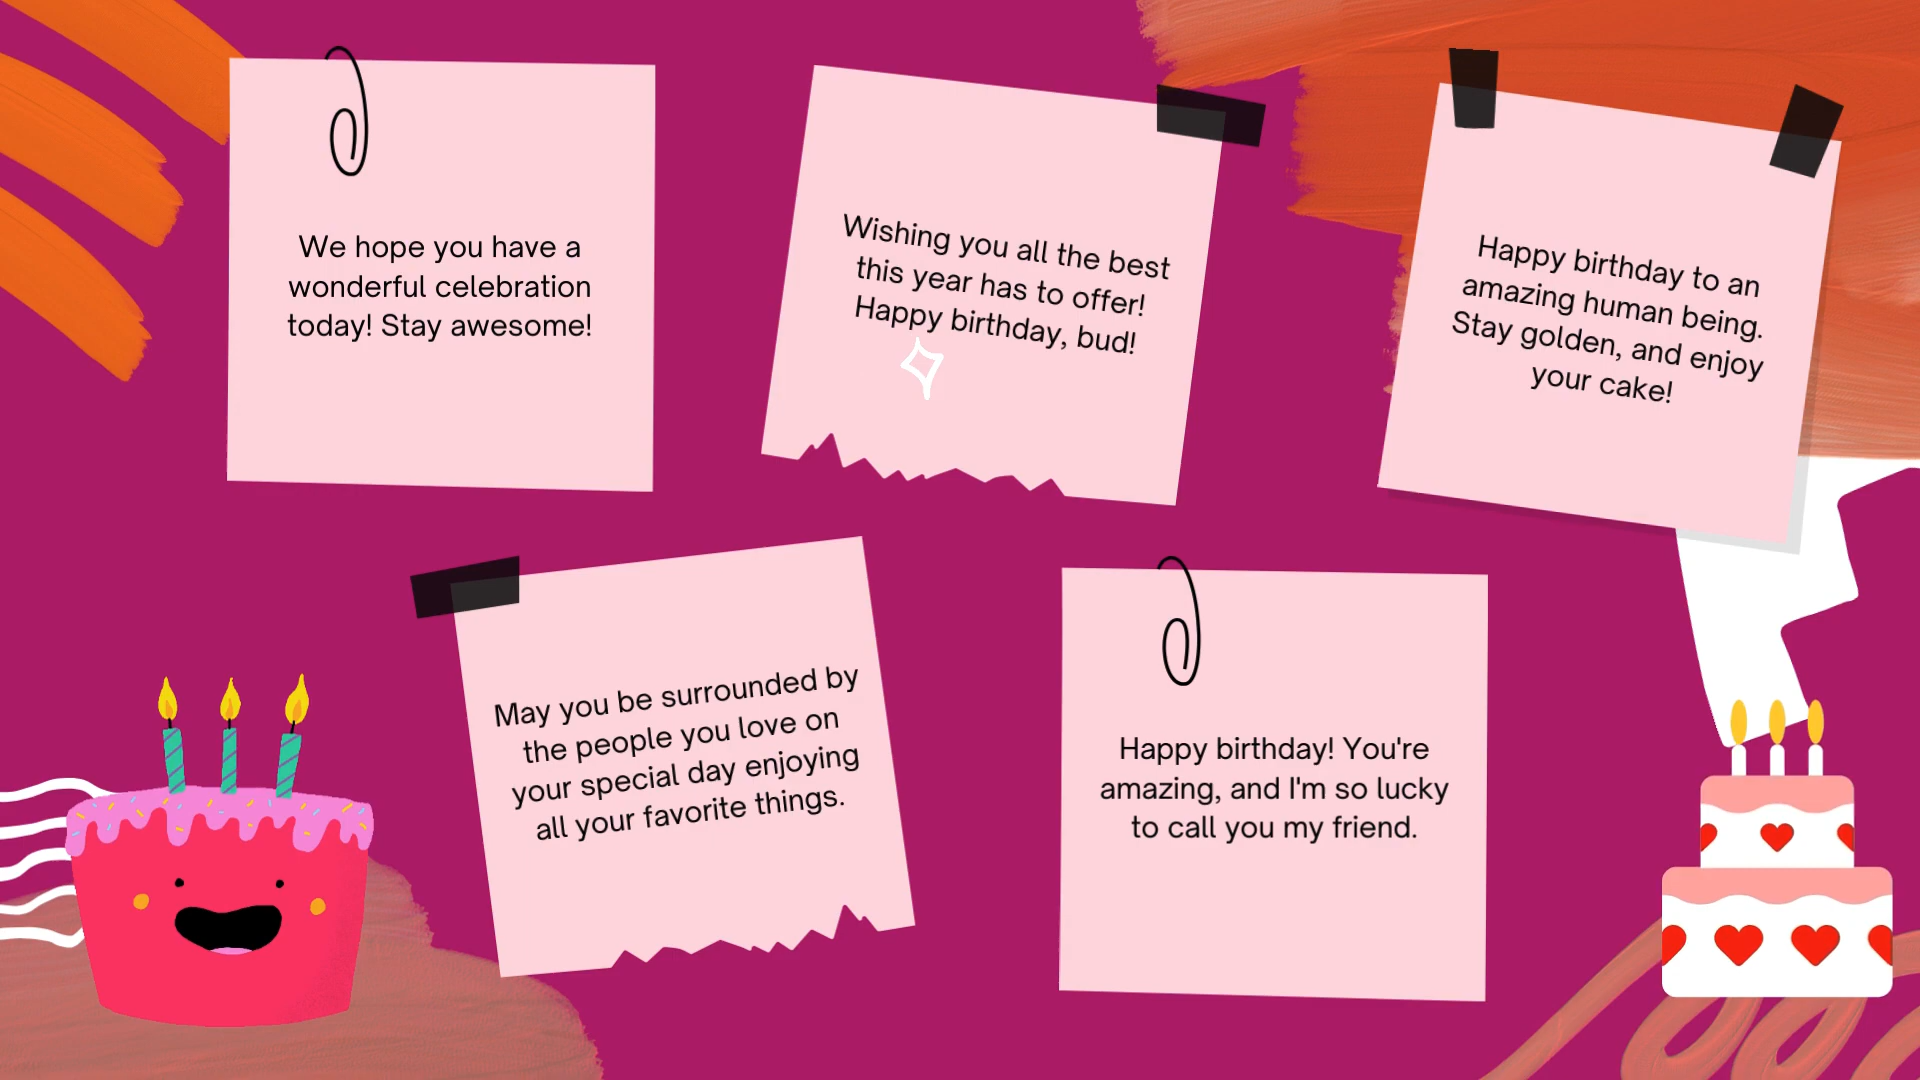 We hope you have a
wonderful celebration
today! Stay awesome!
Wishing you all the best
this year has to offer!
Happy birthday, bud!
Happy birthday to an
amazing human being.
Stay golden, and enjoy
your cake!
May you be surrounded by
the people you love on
your special day enjoying
all your favorite things.
Happy birthday! You're
amazing, and I'm so lucky
to call you my friend.